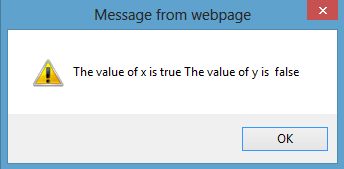 Message from webpage
The value of x is true The value of y is  false
OK